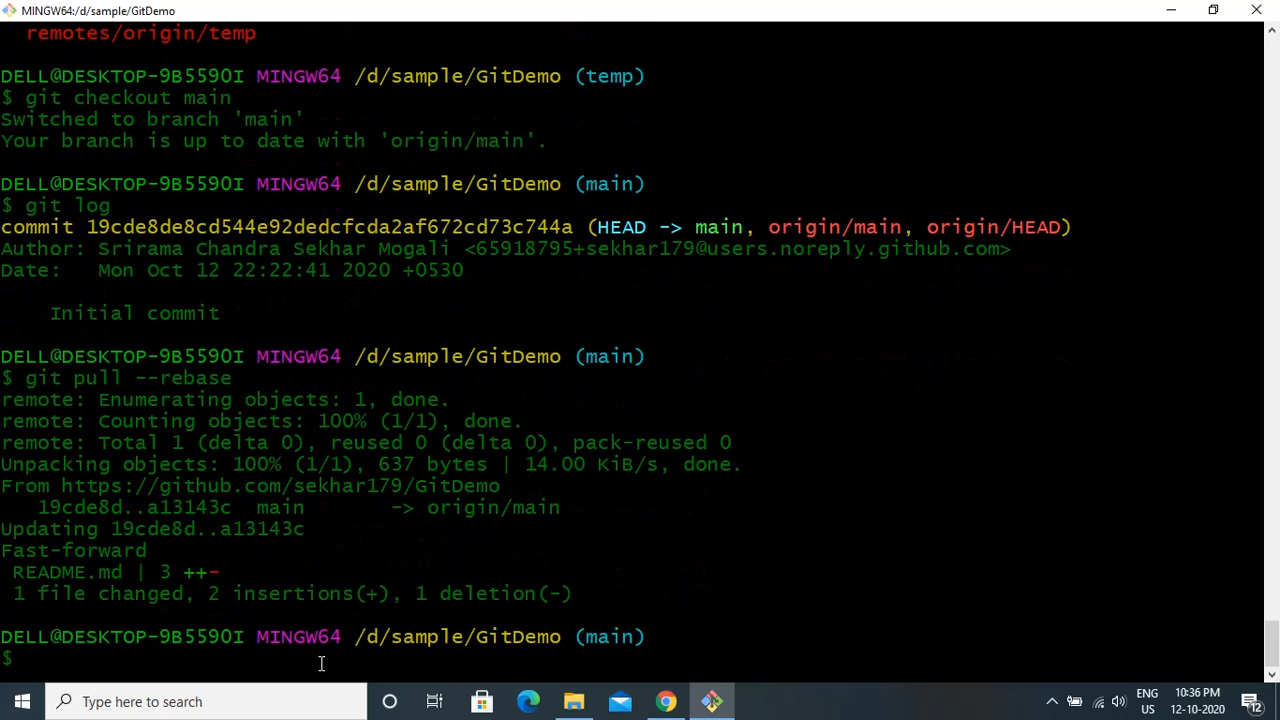 MINGW64:/d/sample/GitDemo
remotes/origin/temp
DELL@DESKTOP-9B5590I MINGW64 /d/sample/GitDemo (temp)
$ git checkout main
Switched to branch 'main'
Your branch is up to date with 'origin/main'.
DELL@DESKTOP-9B5590I MINGW64 /d/sample/GitDemo (main)
$ git log
commit 19cde8de8cd544e92dedcfcda2af672cd73c744a (HEAD -> main, origin/main, origin/HEAD)
Author: Srirama Chandra Sekhar Mogali <65918795+sekhar179@users.noreply.github.com>
Date:   Mon Oct 12 22:22:41 2020 +0530
Initial commit
DELL@DESKTOP-9B5590I MINGW64 /d/sample/GitDemo (main)
$ git pull --rebase
remote: Enumerating objects: 1, done.
remote: Counting objects: 100% (1/1), done.
remote: Total 1 (delta 0), reused 0 (delta 0), pack-reused 0
Unpacking objects: 100% (1/1), 637 bytes | 14.00 KiB/s, done.
From https://github.com/sekhar179/GitDemo
19cde8d..a13143c  main       -> origin/main
Updating 19cde8d..a13143c
Fast-forward
README.md | 3 ++-
1 file changed, 2 insertions(+), 1 deletion(-)
DELL@DESKTOP-9B5590I MINGW64 /d/sample/GitDemo (main)
$
Type here to search
ENG
US
10:36 PM
12-10-2020
12